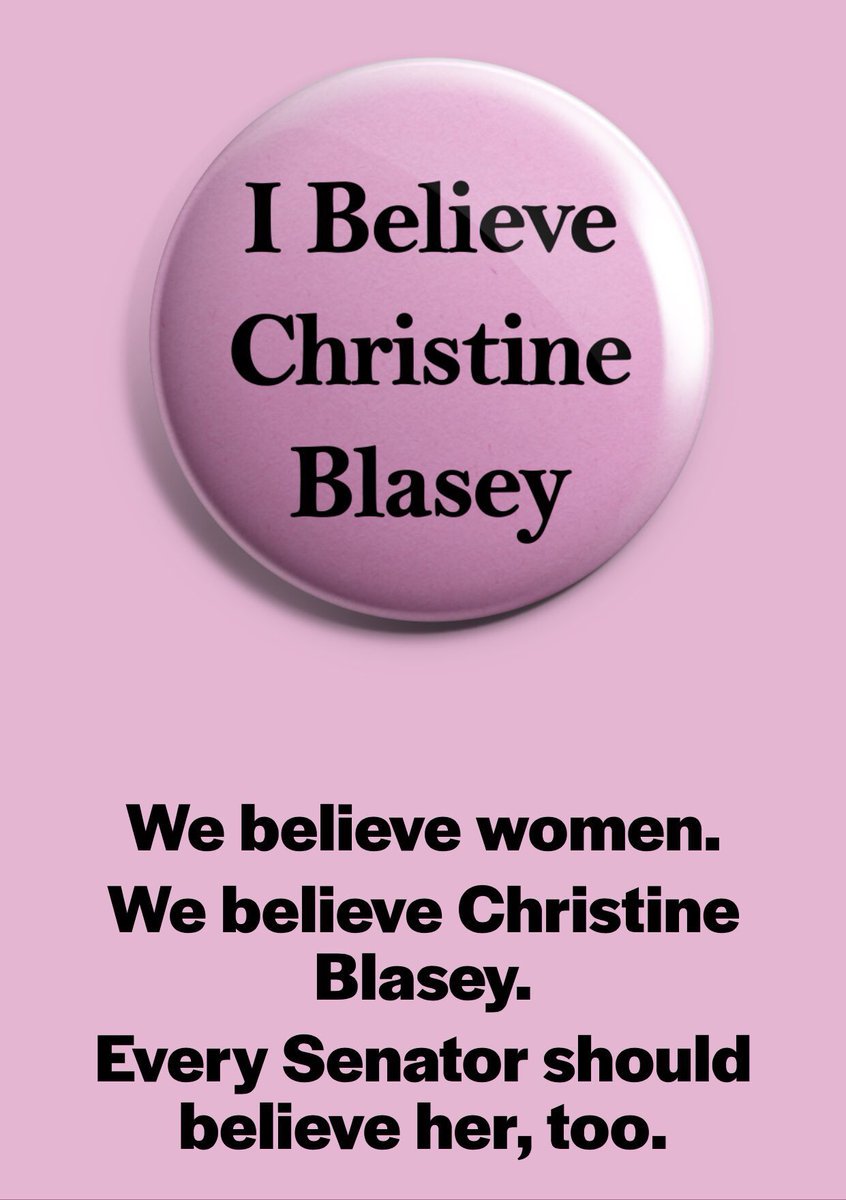 I Believe
Christine
Blasey
We believe women.
We believe Christine
Blasey.
Every Senator should
believe her, too.